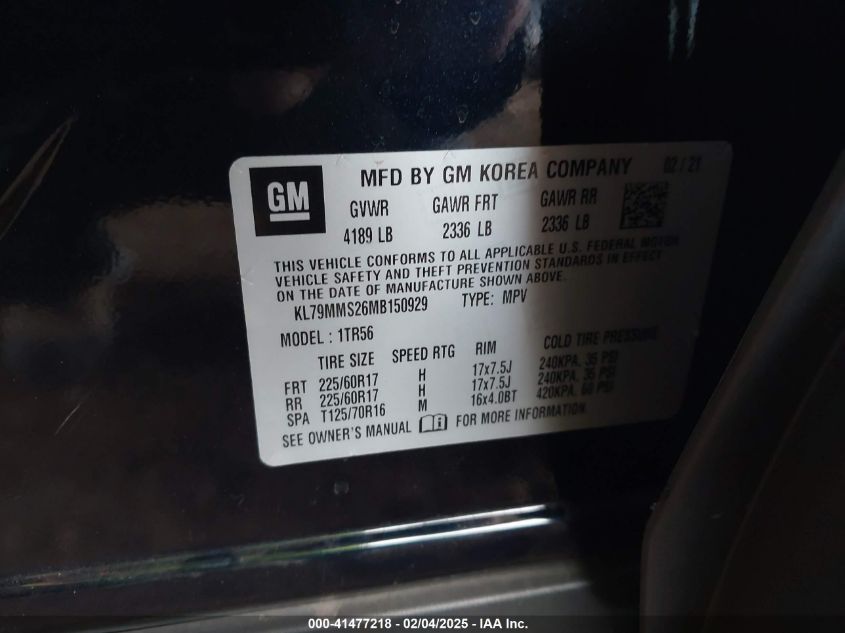 GM
MFD BY GM KOREA COMPANY 02 / 21
GVWR GAWR FRT GAWR RR
4189 LB 2336 LB 2336 LB
THIS VEHICLE CONFORMS TO ALL APPLICABLE U.S. FEDERAL MOTOR
VEHICLE SAFETY AND THEFT PREVENTION STANDARDS IN EFFECT
ON THE DATE OF MANUFACTURE SHOWN ABOVE.
KL79MMS26MB150929 TYPE: MPV
MODEL : 1TR56
TIRE SIZE SPEED RTG RIM COLD TIRE PRESSURE
FRT 225/60R17 H 17x7.5J 240KPA, 35 PSI
RR 225/60R17 H 17x7.5J 240KPA, 35 PSI
SPA T125/70R16 M 16x4.0BT 420KPA, 60 PSI
SEE OWNER'S MANUAL FOR MORE INFORMATION.
000-41477218 - 02/04/2025 - IAA Inc.